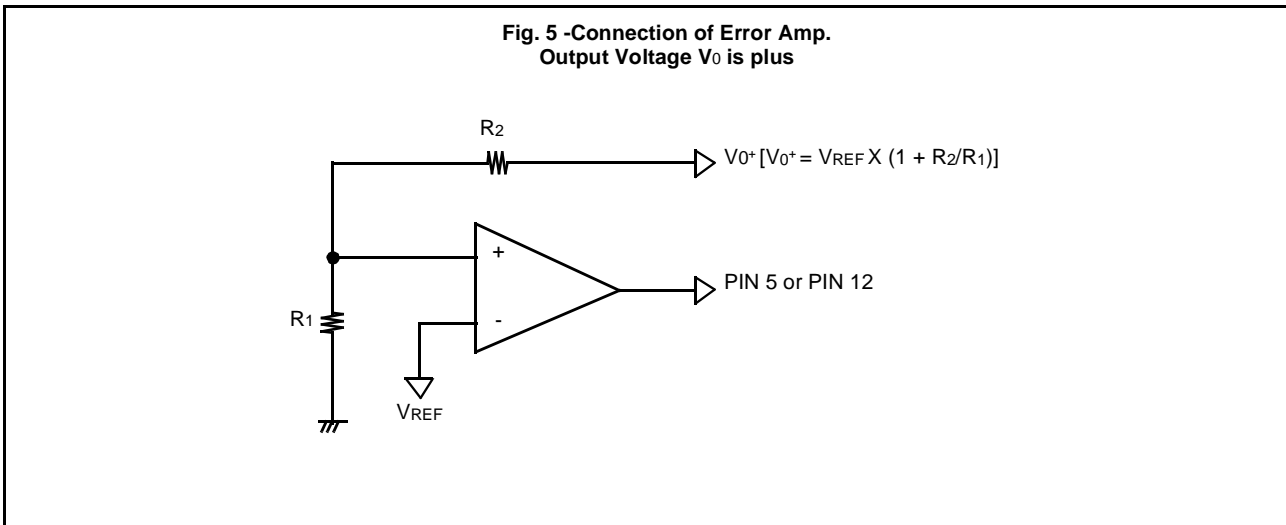 Fig. 5 -Connection of Error Amp.
Output Voltage V0 is plus
R2
V0+ [V0+ = VREF X (1 + R2/R1)]
+
PIN 5 or PIN 12
R1
-
VREF